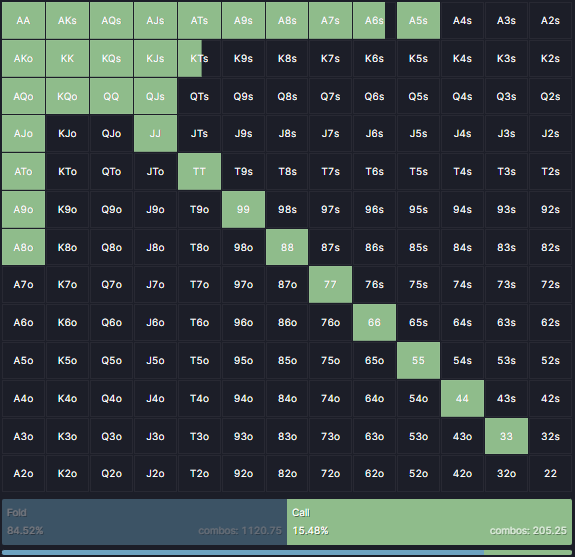 AA AKs AQs AJs ATs A9s A8s A7s A6s A5s A4s A3s A2s
AKo KK KQs KJs KTs K9s K8s K7s K6s K5s K4s K3s K2s
AQo KQo QQ QJs QTs Q9s Q8s Q7s Q6s Q5s Q4s Q3s Q2s
AJo KJo QJo JJ JTs J9s J8s J7s J6s J5s J4s J3s J2s
ATo KTo QTo JTo TT T9s T8s T7s T6s T5s T4s T3s T2s
A9o K9o Q9o J9o T9o 99 98s 97s 96s 95s 94s 93s 92s
A8o K8o Q8o J8o T8o 98o 88 87s 86s 85s 84s 83s 82s
A7o K7o Q7o J7o T7o 97o 87o 77 76s 75s 74s 73s 72s
A6o K6o Q6o J6o T6o 96o 86o 76o 66 65s 64s 63s 62s
A5o K5o Q5o J5o T5o 95o 85o 75o 65o 55 54s 53s 52s
A4o K4o Q4o J4o T4o 94o 84o 74o 64o 54o 44 43s 42s
A3o K3o Q3o J3o T3o 93o 83o 73o 63o 53o 43o 33 32s
A2o K2o Q2o J2o T2o 92o 82o 72o 62o 52o 42o 32o 22
Fold Call
84.52% combos: 1120.75 15.48% combos: 205.25